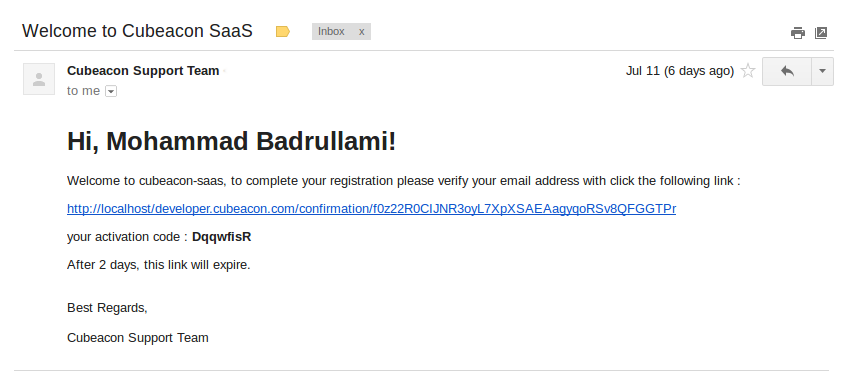 Welcome to Cubeacon SaaS
Inbox x
Cubeacon Support Team
Jul 11 (6 days ago)
to me
Hi, Mohammad Badrullami!
Welcome to cubeacon-saas, to complete your registration please verify your email address with click the following link :
http://localhost/developer.cubeacon.com/confirmation/f0z22R0CIJNR3oyL7XpXSAEAagyqoRSv8QFGGTPr
your activation code : DqqwfisR
After 2 days, this link will expire.
Best Regards,
Cubeacon Support Team